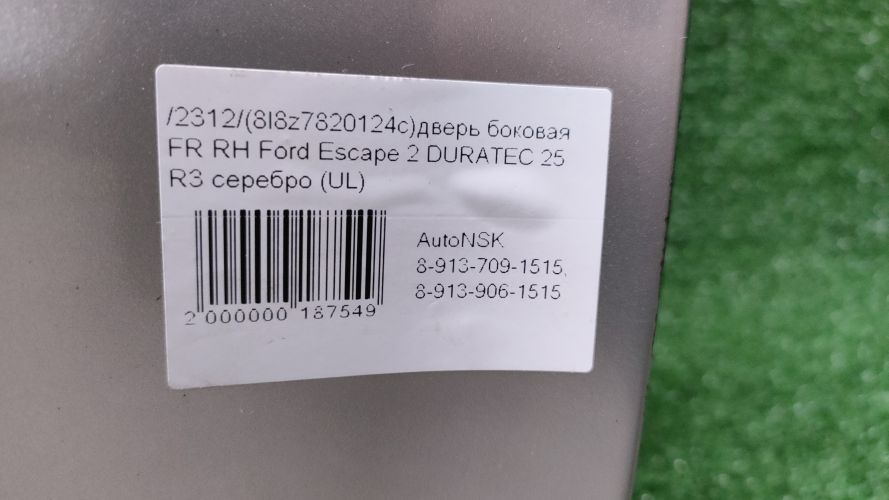 /2312/(8l8z7820124c)дверь боковая
FR RH Ford Escape 2 DURATEC 25
R3 серебро (UL)
AutoNSK
8-913-709-1515,
8-913-906-1515
2 000000 187549